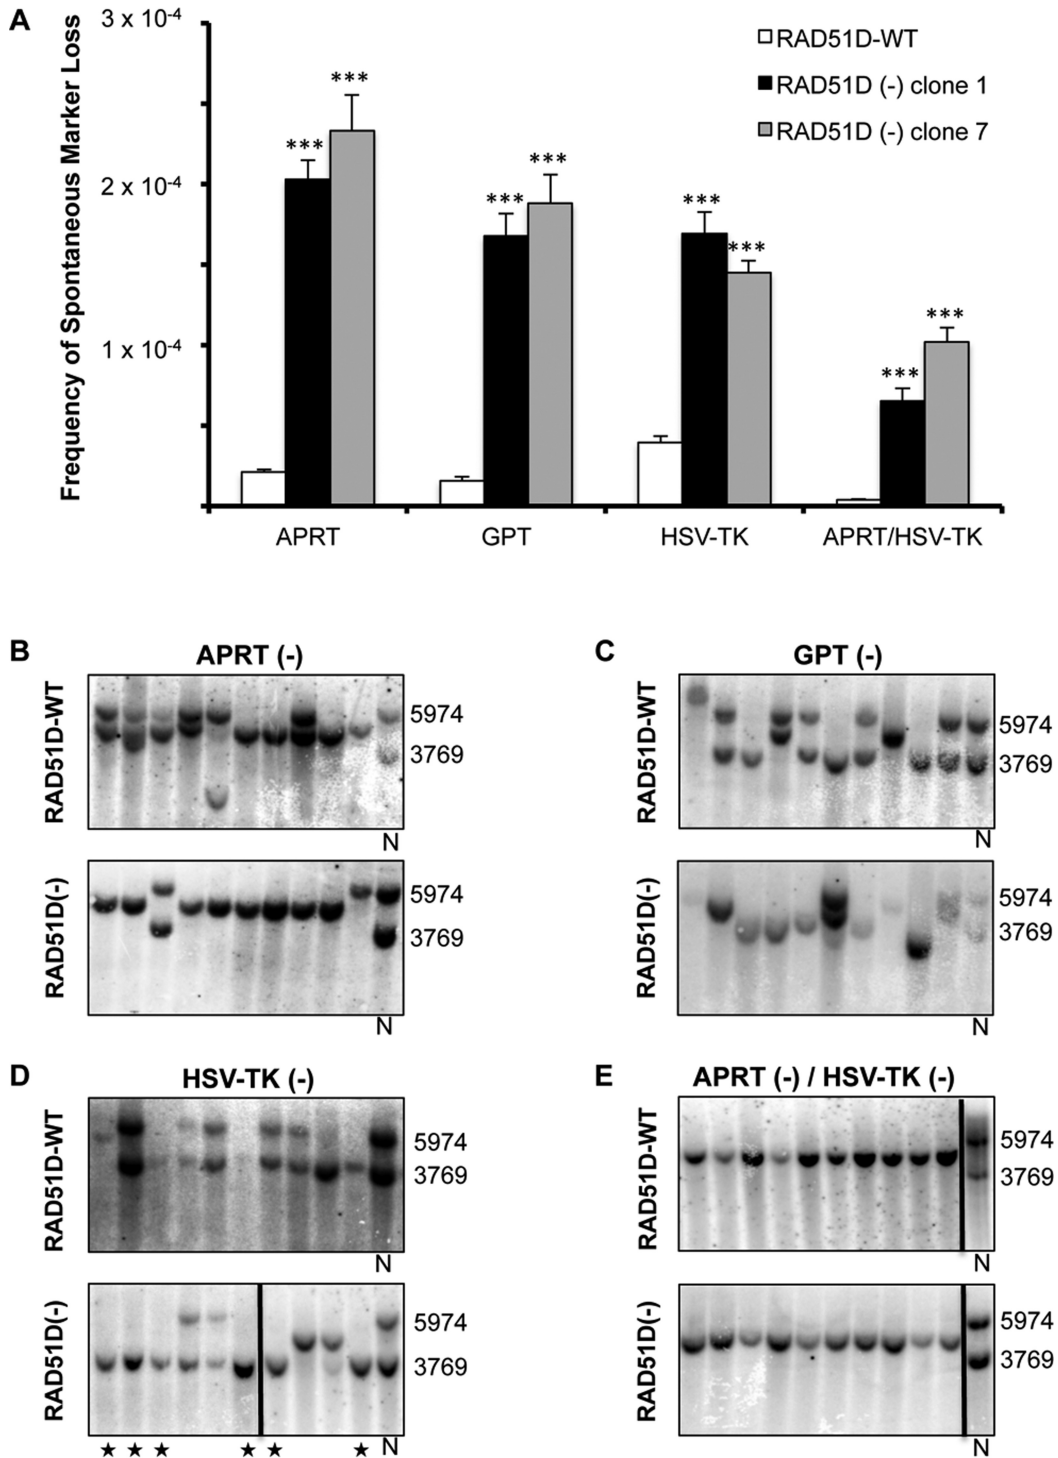 A
Frequency of Spontaneous Marker Loss
3 x 10-4
2 x 10-4
1 x 10-4
RAD51D-WT
RAD51D (-) clone 1
RAD51D (-) clone 7
***
***
***
***
***
***
***
***
APRT
GPT
HSV-TK
APRT/HSV-TK
B
APRT (-)
RAD51D-WT
5974
3769
N
RAD51D(-)
5974
3769
N
C
GPT (-)
RAD51D-WT
5974
3769
N
RAD51D(-)
5974
3769
N
D
HSV-TK (-)
RAD51D-WT
5974
3769
N
RAD51D(-)
5974
3769
★ ★ ★ ★ ★ ★ N
E
APRT (-) / HSV-TK (-)
RAD51D-WT
5974
3769
N
RAD51D(-)
5974
3769
N